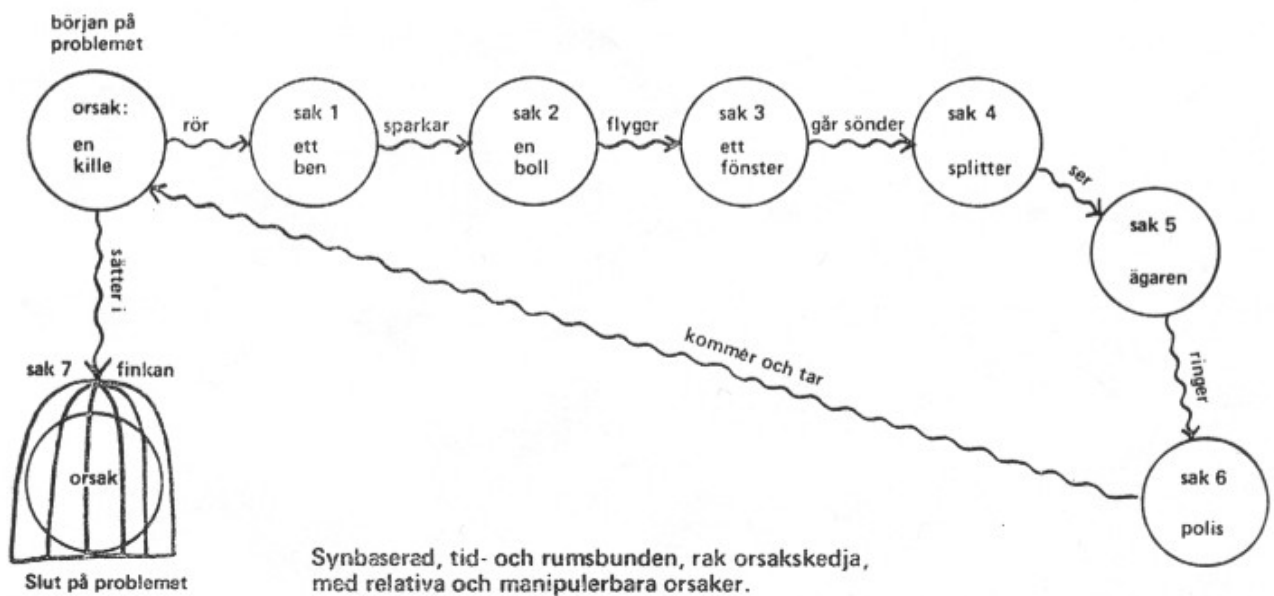 början på
problemet
orsak:
en
kille
rör
sak 1
ett
ben
sparkar
sak 2
en
boll
flyger
sak 3
ett
fönster
går sönder
sak 4
splitter
ser
sak 5
ägaren
ringer
sak 6
polis
kommer och tar
sätter i
sak 7 finkan
orsak
Slut på problemet
Synbaserad, tid- och rumsbunden, rak orsakskedja,
med relativa och manipulerbara orsaker.